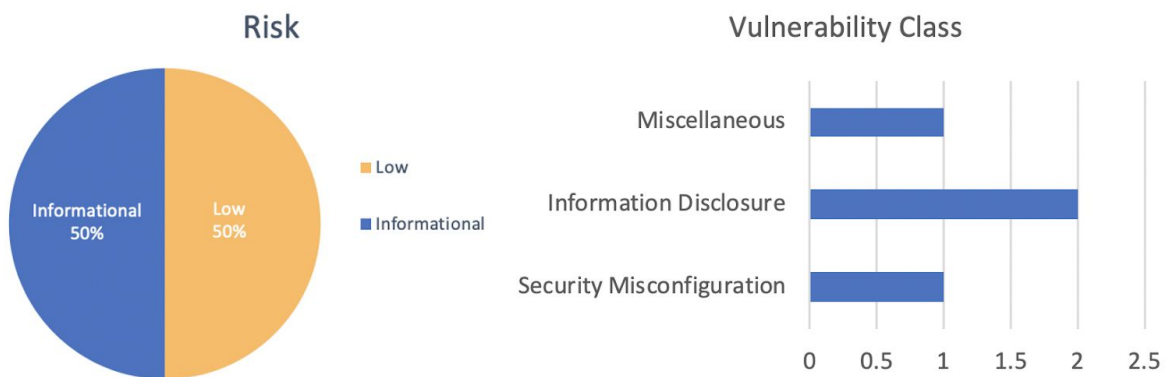 Risk
Informational
50%
Low
50%
Low
Informational
Vulnerability Class
Miscellaneous
Information Disclosure
Security Misconfiguration
0 0.5 1 1.5 2 2.5